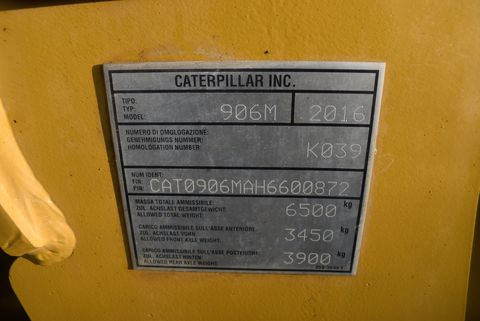 CATERPILLAR INC.
TIPO:
TYP:
MODEL: 906M 2016
NUMERO DI OMOLOGAZIONE:
GENEHMIGUNGS NUMMER:
HOMOLOGATION NUMBER: K039
NUM IDENT:
FIN:
PIN: CAT0906MAH6600872
MASSA TOTALE AMMISSIBILE:
ZUL. ACHSLAST GESAMTGEWICHT:
ALLOWED TOTAL WEIGHT: 6500 kg
CARICO AMMISSIBILE SULL'ASSE ANTERIORE:
ZUL. ACHSLAST VORN:
ALLOWED FRONT AXLE WEIGHT: 3450 kg
CARICO AMMISSIBILE SULL'ASSE POSTERIORE:
ZUL. ACHSLAST HINTEN:
ALLOWED REAR AXLE WEIGHT: 3900 kg